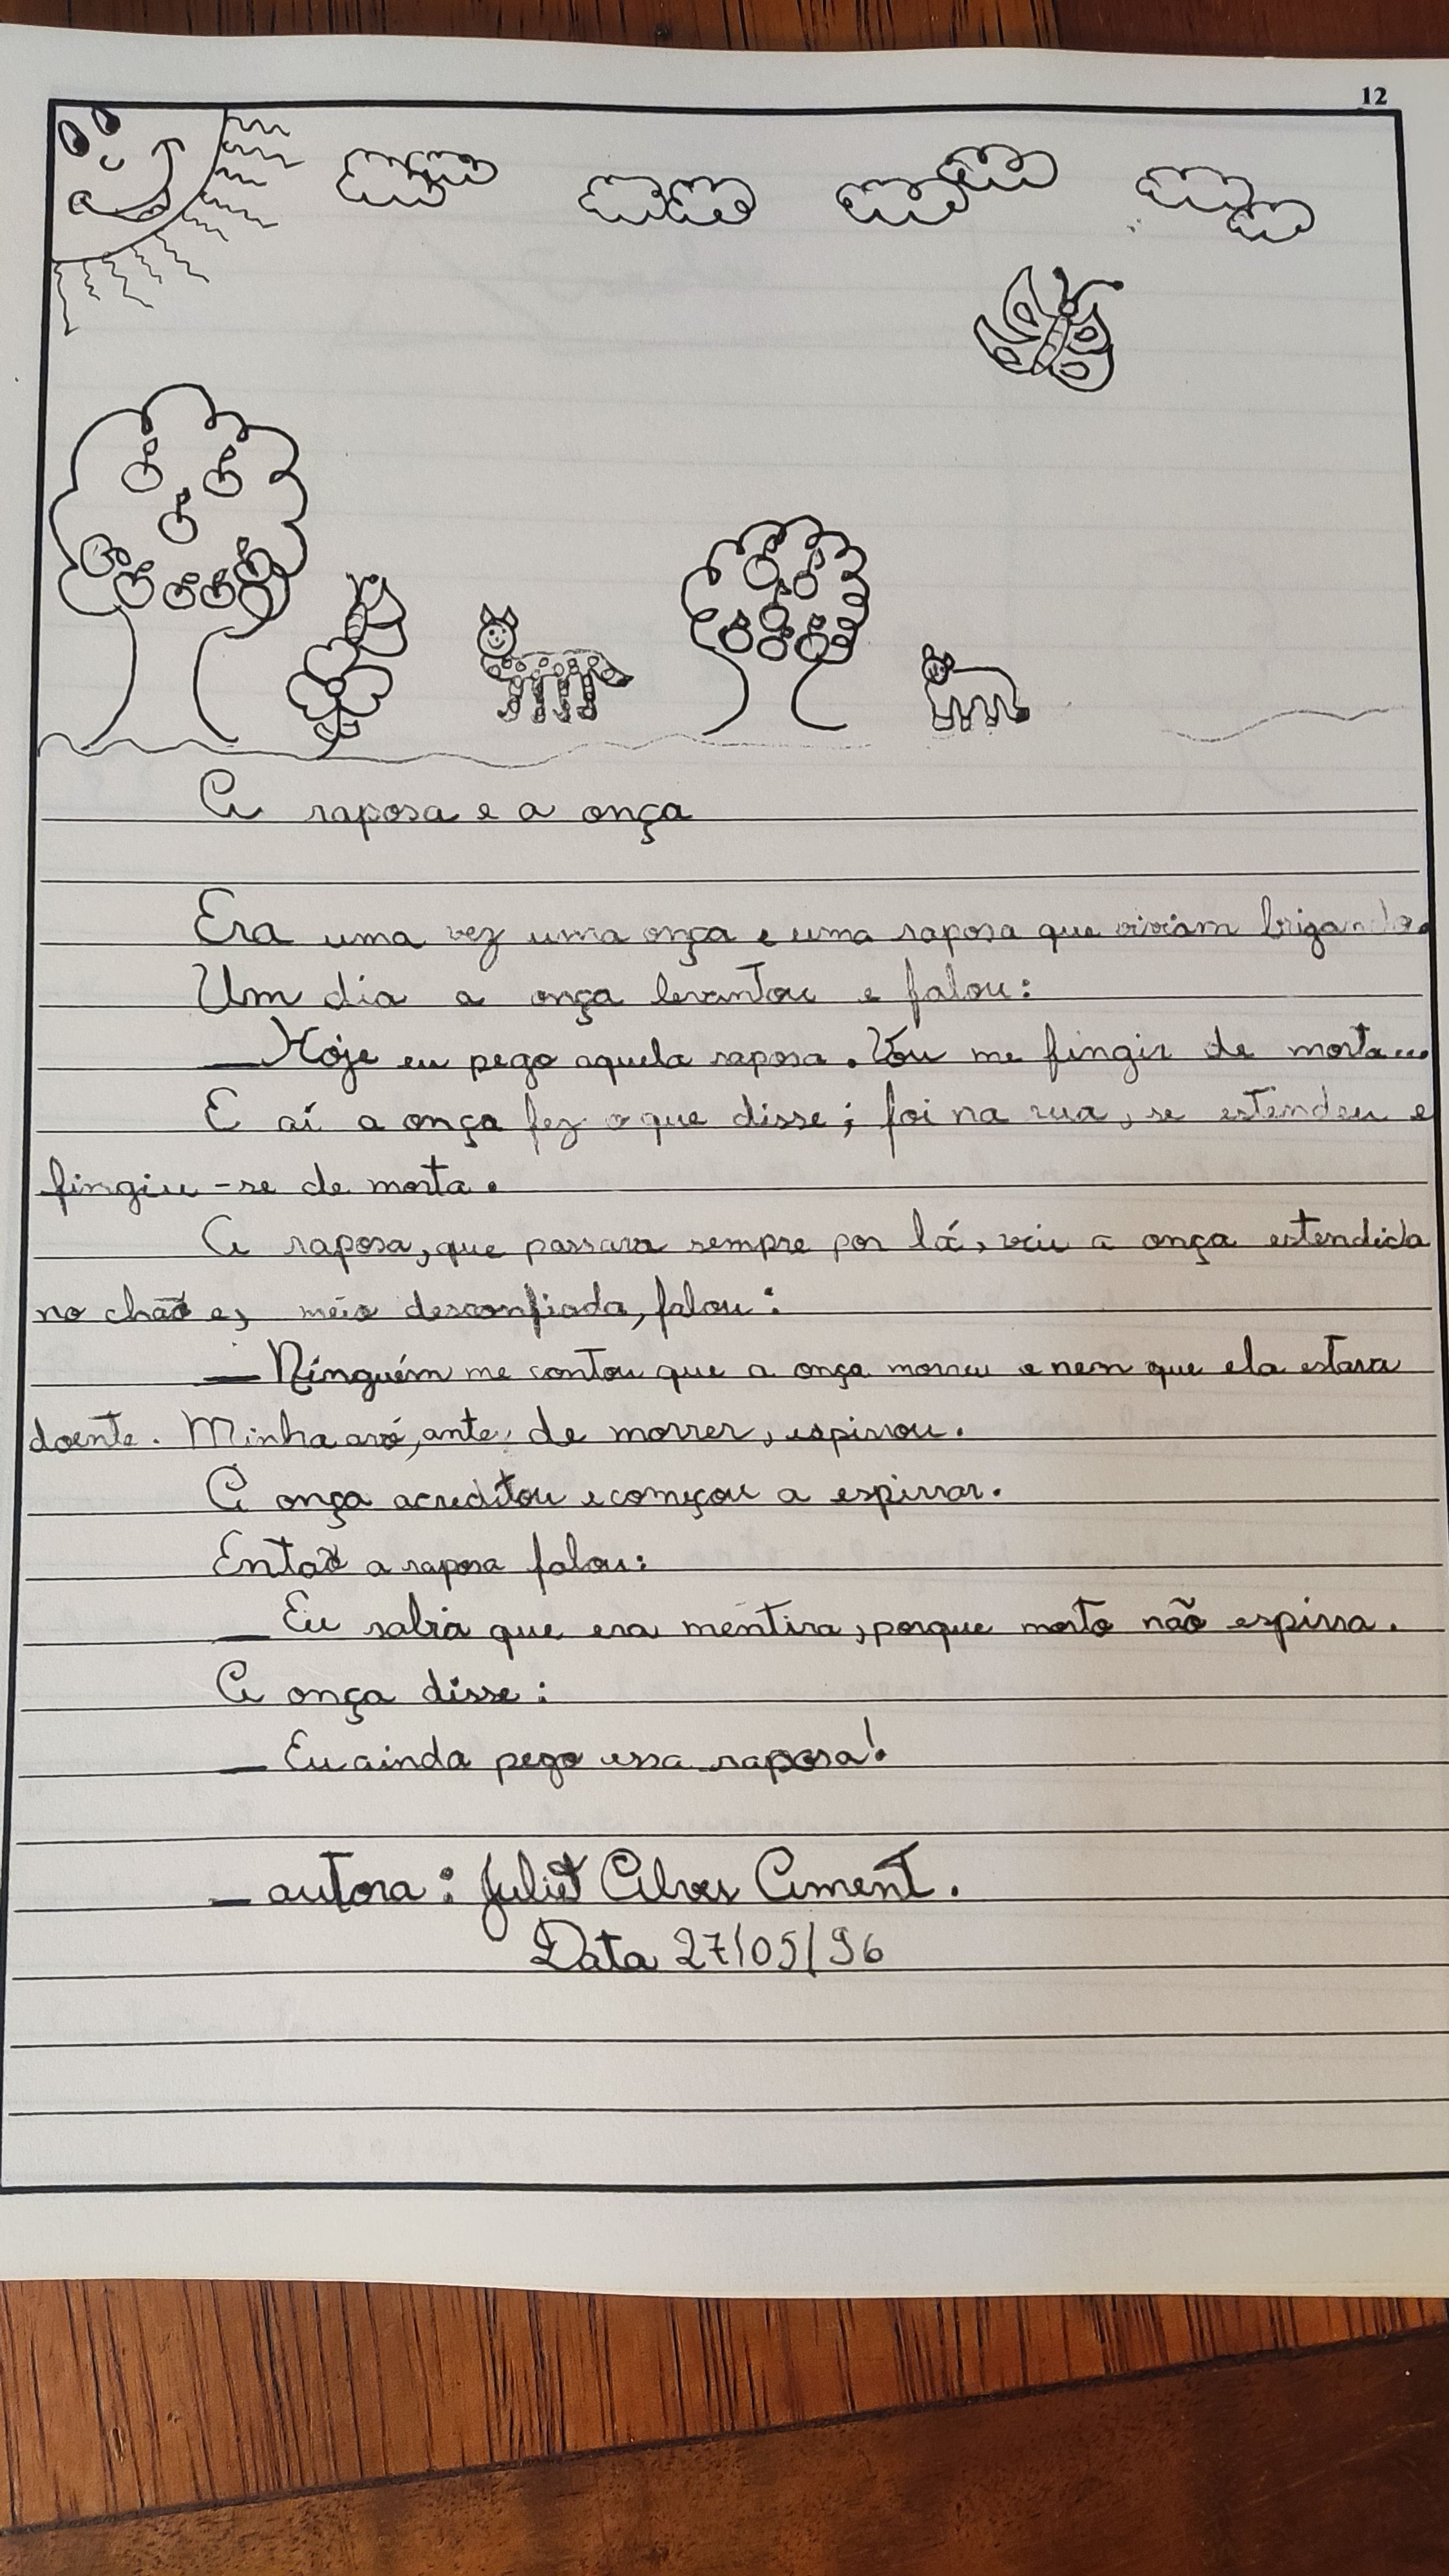 12
A raposa e a onça
Era uma vez uma onça e uma raposa que viviam brigando.
Um dia a onça levantou e falou:
— Hoje eu pego aquela raposa. Vou me fingir de morta...
E aí a onça fez o que disse; foi na rua, se estendeu e
fingiu-se de morta.
A raposa, que passava sempre por lá, viu a onça estendida
no chão e, meio desconfiada, falou:
— Ninguém me contou que a onça morreu e nem que ela estava
doente. Minha avó, antes de morrer, espirrou.
A onça acreditou e começou a espirrar.
Então a raposa falou:
— Eu sabia que era mentira, porque morto não espirra.
A onça disse:
— Eu ainda pego essa raposa!
— autora: Juliet Alves Ament.
Data 27/05/96